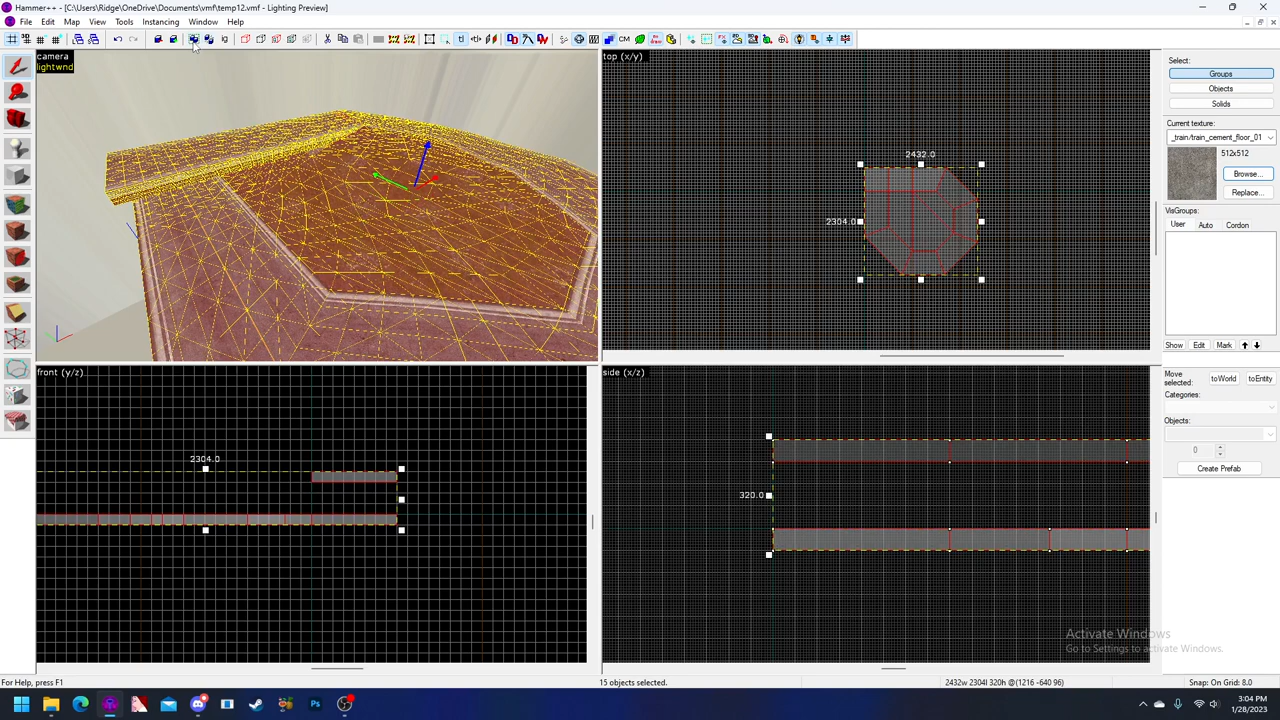 Hammer++ - [C:\Users\Ridge\OneDrive\Documents\vmf\temp12.vmf - Lighting Preview]
File Edit Map View Tools Instancing Window Help
camera
lightwnd
top (x/y)
2432.0
2304.0
front (y/z)
2304.0
side (x/z)
320.0
Select:
Groups
Objects
Solids
Current texture:
_train/train_cement_floor_01
512x512
Browse...
Replace...
VisGroups:
User Auto Cordon
Show Edit Mark
Move selected:
toWorld toEntity
Categories:
Objects:
0
Create Prefab
Activate Windows
Go to Settings to activate Windows.
For Help, press F1
15 objects selected.
2432w 2304l 320h @(1216 -640 96)
Snap: On Grid: 8.0
3:04 PM
1/28/2023